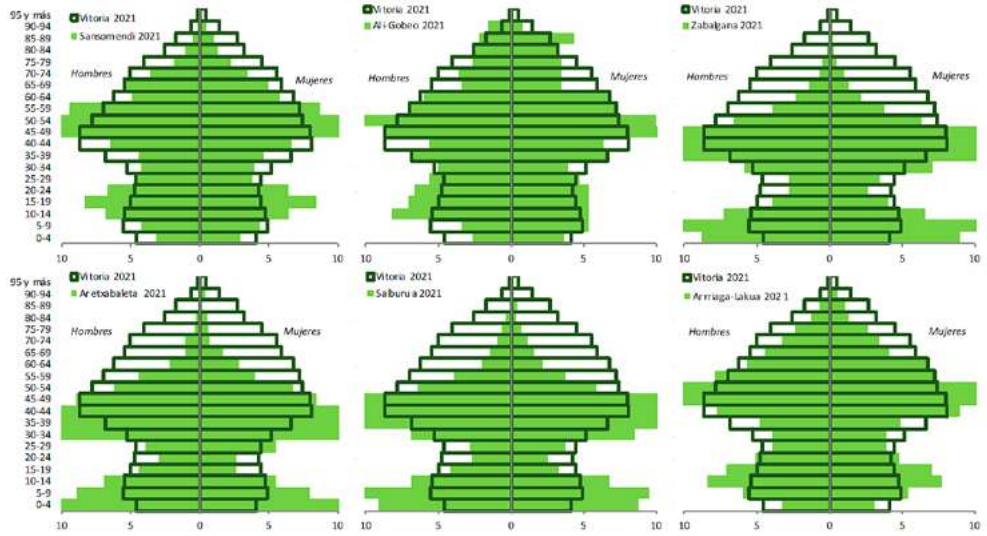 95 y más
90-94
85-89
80-84
75-79
70-74
65-69
60-64
55-59
50-54
45-49
40-44
35-39
30-34
25-29
20-24
15-19
10-14
5-9
0-4
Vitoria 2021
Sansomendi 2021
Hombres
Mujeres
10 5 0 5 10
Vitoria 2021
Ali-Gobeo 2021
Hombres
Mujeres
10 5 0 5 10
Vitoria 2021
Zabalgana 2021
Hombres
Mujeres
10 5 0 5 10
95 y más
90-94
85-89
80-84
75-79
70-74
65-69
60-64
55-59
50-54
45-49
40-44
35-39
30-34
25-29
20-24
15-19
10-14
5-9
0-4
Vitoria 2021
Aretxabaleta 2021
Hombres
Mujeres
10 5 0 5 10
Vitoria 2021
Salburua 2021
Hombres
Mujeres
10 5 0 5 10
Vitoria 2021
Arrriaga-Lakua 2021
Hombres
Mujeres
10 5 0 5 10